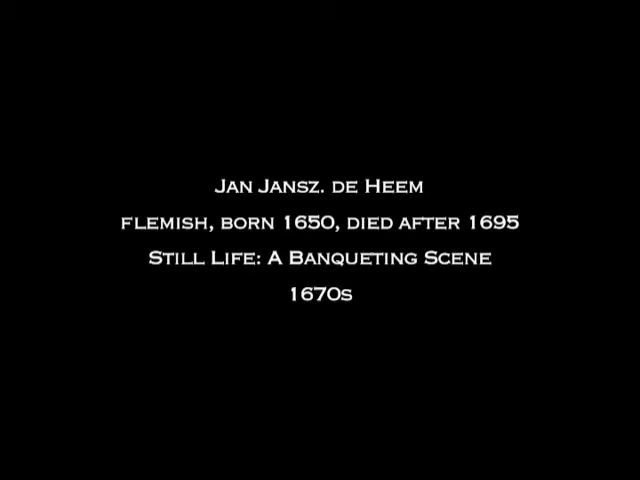 Jan Jansz. de Heem
flemish, born 1650, died after 1695
Still Life: A Banqueting Scene
1670s